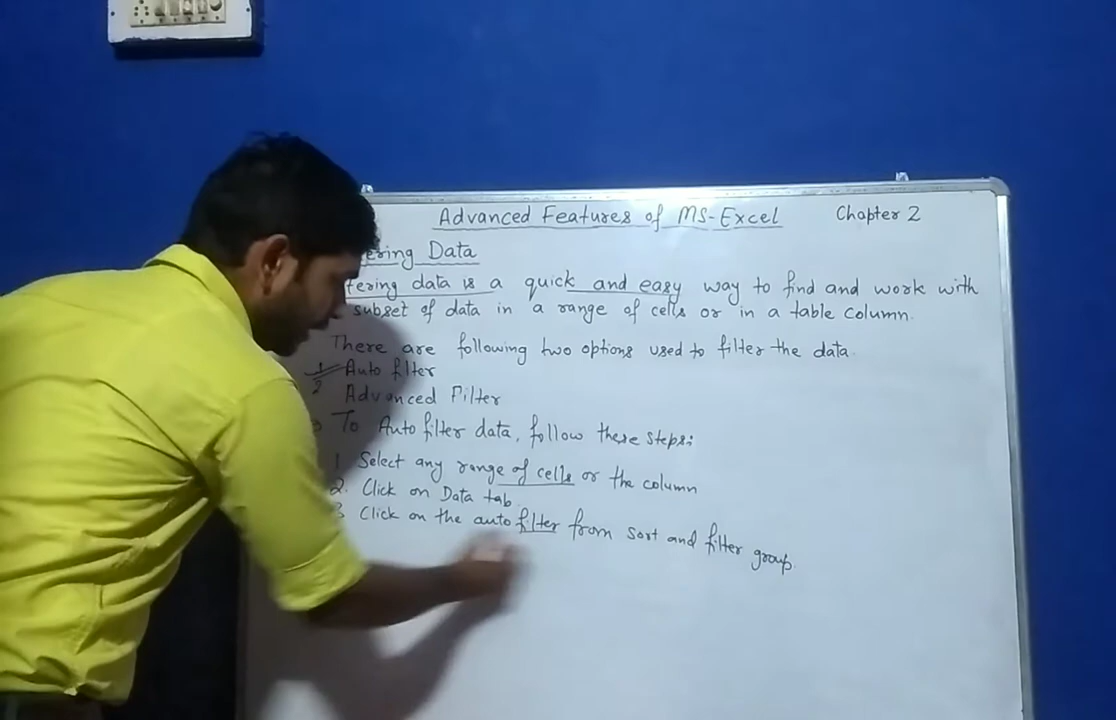 Advanced Features of MS-Excel Chapter 2
ering Data
tering data is a quick and easy way to find and work with
subset of data in a range of cells or in a table column.
There are following two options used to filter the data.
1 Auto filter
2 Advanced Filter
To Auto filter data, follow these steps:
1 Select any range of cells or the column
2. Click on Data tab
3 Click on the auto filter from sort and filter group.